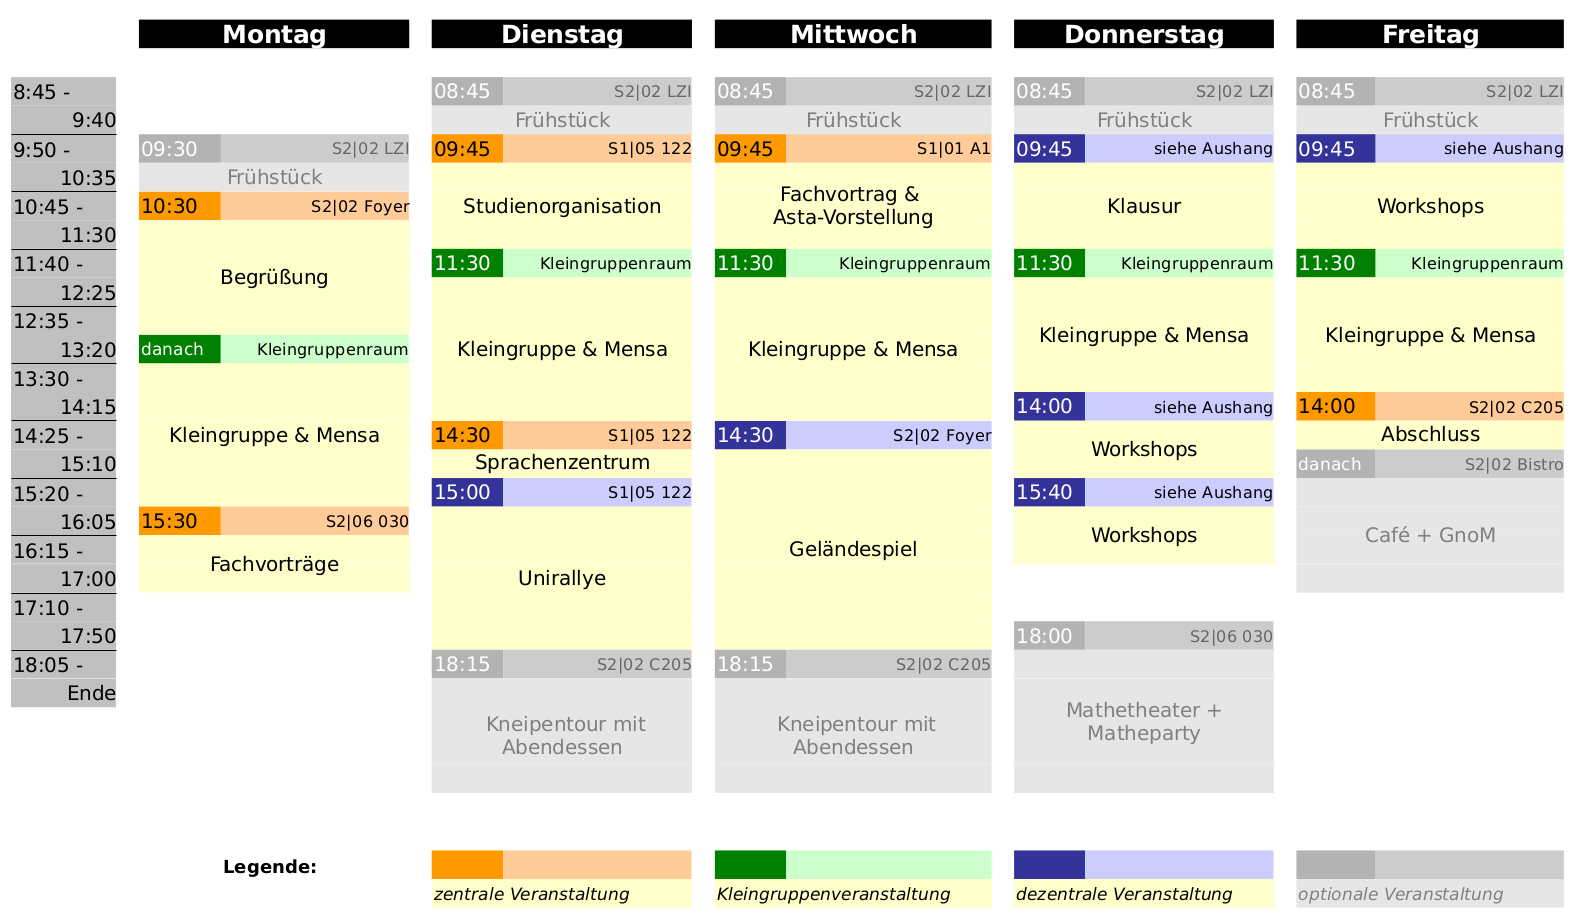 Montag
Dienstag
Mittwoch
Donnerstag
Freitag
8:45 -
9:40
9:50 -
10:35
10:45 -
11:30
11:40 -
12:25
12:35 -
13:20
13:30 -
14:15
14:25 -
15:10
15:20 -
16:05
16:15 -
17:00
17:10 -
17:50
18:05 -
Ende
09:30 S2|02 LZI
Frühstück
10:30 S2|02 Foyer
Begrüßung
danach Kleingruppenraum
Kleingruppe & Mensa
15:30 S2|06 030
Fachvorträge
08:45 S2|02 LZI
Frühstück
09:45 S1|05 122
Studienorganisation
11:30 Kleingruppenraum
Kleingruppe & Mensa
14:30 S1|05 122
Sprachenzentrum
15:00 S1|05 122
Unirallye
18:15 S2|02 C205
Kneipentour mit
Abendessen
08:45 S2|02 LZI
Frühstück
09:45 S1|01 A1
Fachvortrag &
Asta-Vorstellung
11:30 Kleingruppenraum
Kleingruppe & Mensa
14:30 S2|02 Foyer
Geländespiel
18:15 S2|02 C205
Kneipentour mit
Abendessen
08:45 S2|02 LZI
Frühstück
09:45 siehe Aushang
Klausur
11:30 Kleingruppenraum
Kleingruppe & Mensa
14:00 siehe Aushang
Workshops
15:40 siehe Aushang
Workshops
18:00 S2|06 030
Mathetheater +
Matheparty
08:45 S2|02 LZI
Frühstück
09:45 siehe Aushang
Workshops
11:30 Kleingruppenraum
Kleingruppe & Mensa
14:00 S2|02 C205
Abschluss
danach S2|02 Bistro
Café + GnoM
Legende:
zentrale Veranstaltung
Kleingruppenveranstaltung
dezentrale Veranstaltung
optionale Veranstaltung